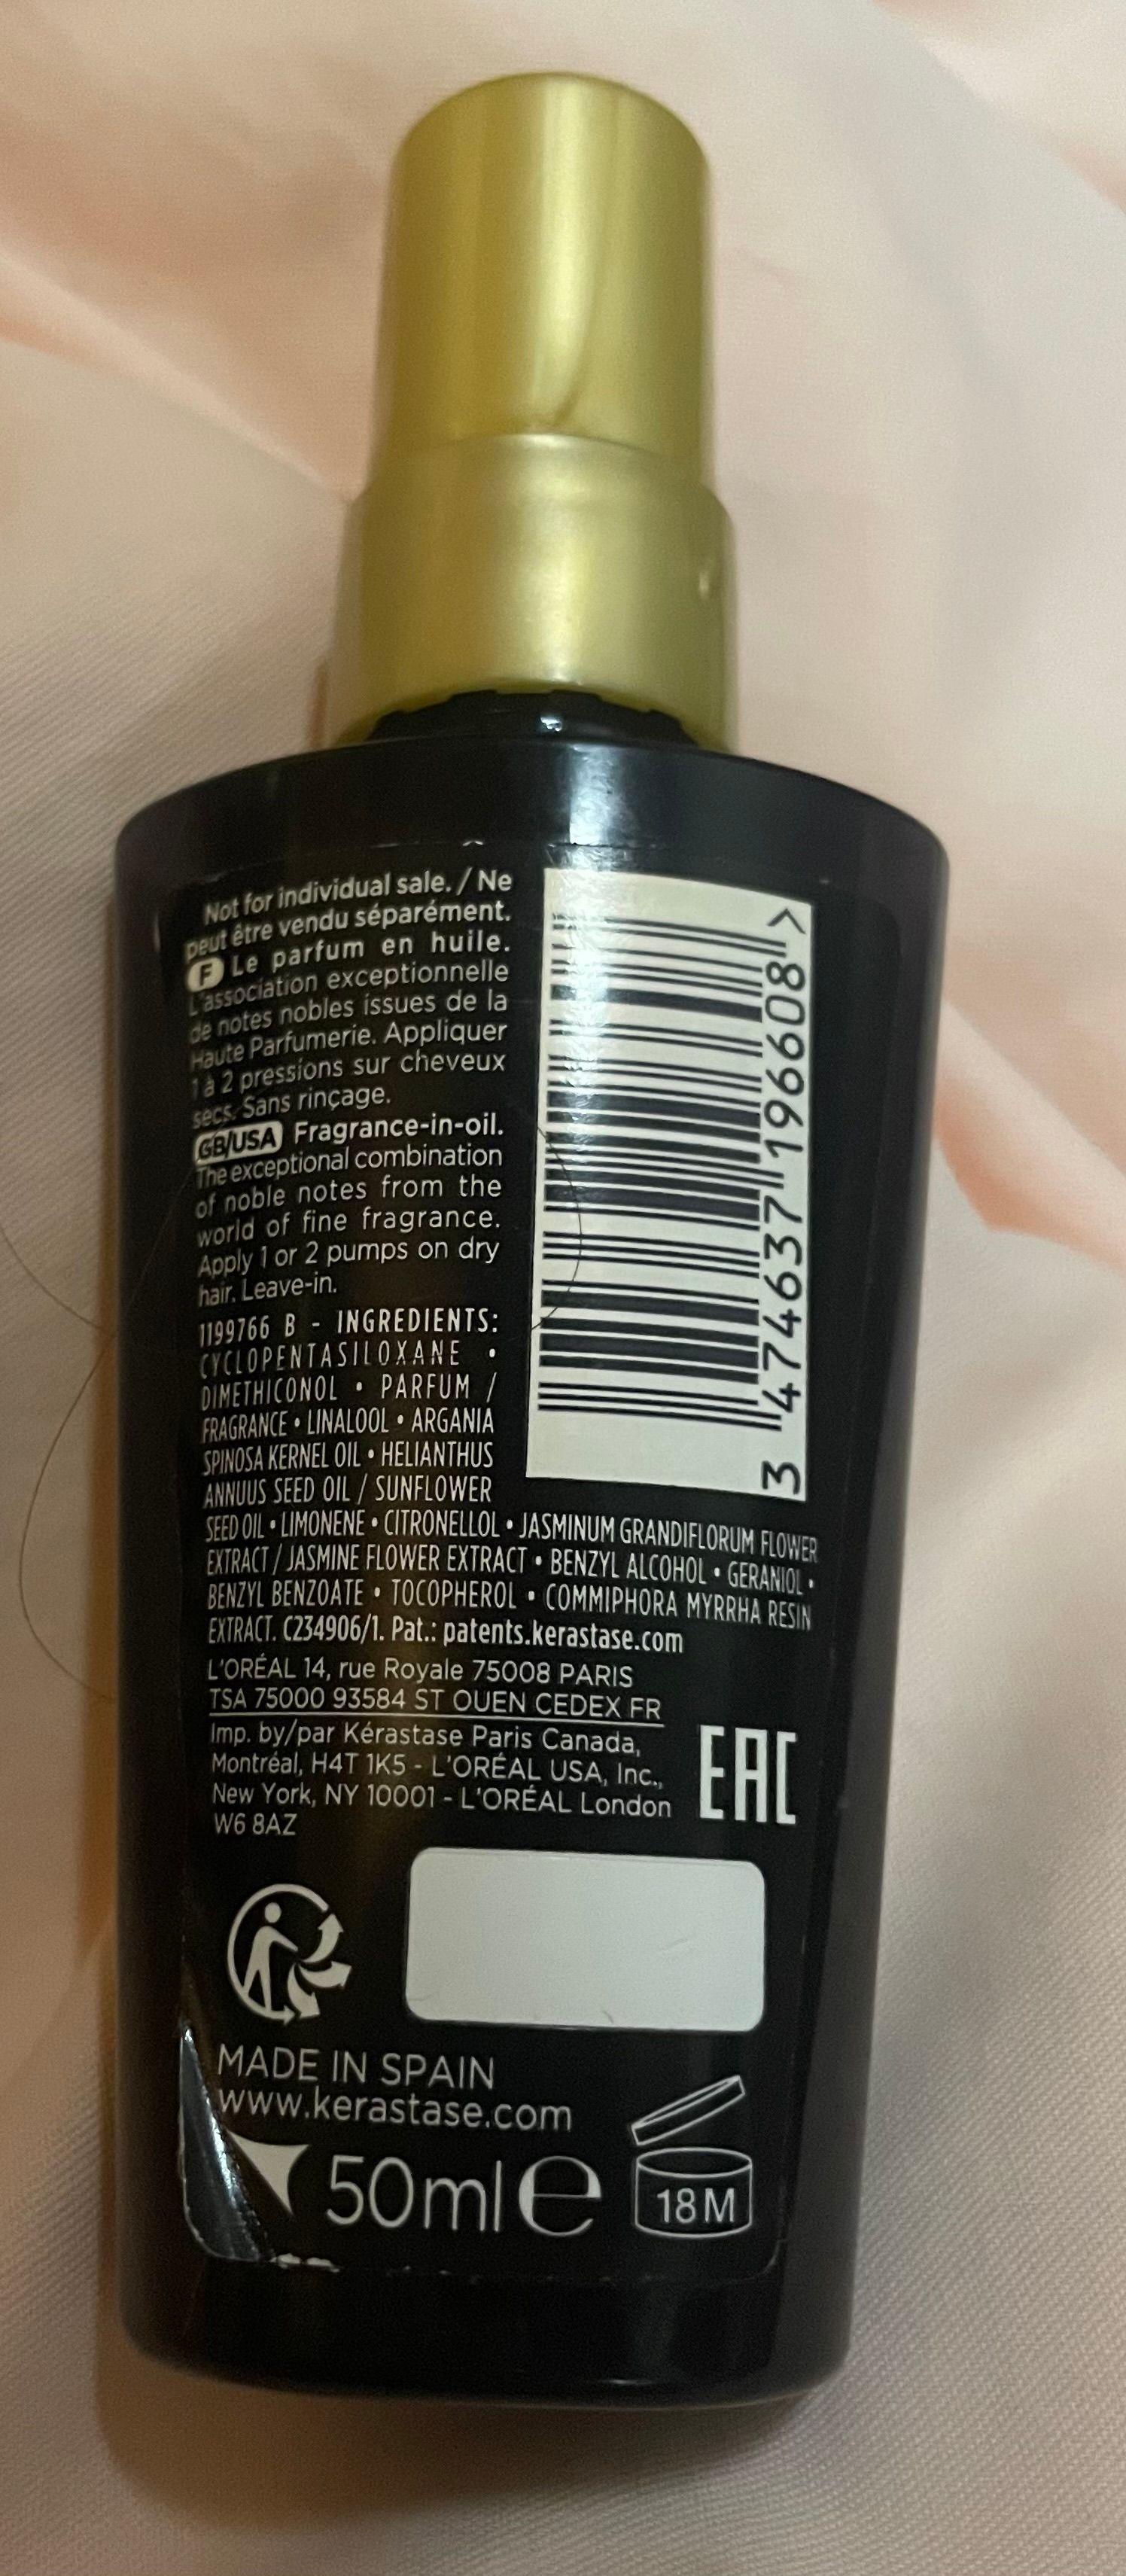 Not for individual sale. / Ne
peut être vendu séparément.
F Le parfum en huile.
L'association exceptionnelle
de notes nobles issues de la
Haute Parfumerie. Appliquer
1 à 2 pressions sur cheveux
secs. Sans rinçage.
GB/USA Fragrance-in-oil.
The exceptional combination
of noble notes from the
world of fine fragrance.
Apply 1 or 2 pumps on dry
hair. Leave-in.
1199766 B - INGREDIENTS:
CYCLOPENTASILOXANE •
DIMETHICONOL • PARFUM /
FRAGRANCE • LINALOOL • ARGANIA
SPINOSA KERNEL OIL • HELIANTHUS
ANNUUS SEED OIL / SUNFLOWER
SEED OIL • LIMONENE • CITRONELLOL • JASMINUM GRANDIFLORUM FLOWER
EXTRACT / JASMINE FLOWER EXTRACT • BENZYL ALCOHOL • GERANIOL •
BENZYL BENZOATE • TOCOPHEROL • COMMIPHORA MYRRHA RESIN
EXTRACT. C234906/1. Pat.: patents.kerastase.com
L'ORÉAL 14, rue Royale 75008 PARIS
TSA 75000 93584 ST OUEN CEDEX FR
Imp. by/par Kérastase Paris Canada,
Montréal, H4T 1K5 - L'ORÉAL USA, Inc.,
New York, NY 10001 - L'ORÉAL London
W6 8AZ
EAC
3 474637 196608 >
MADE IN SPAIN
www.kerastase.com
50ml e
18M